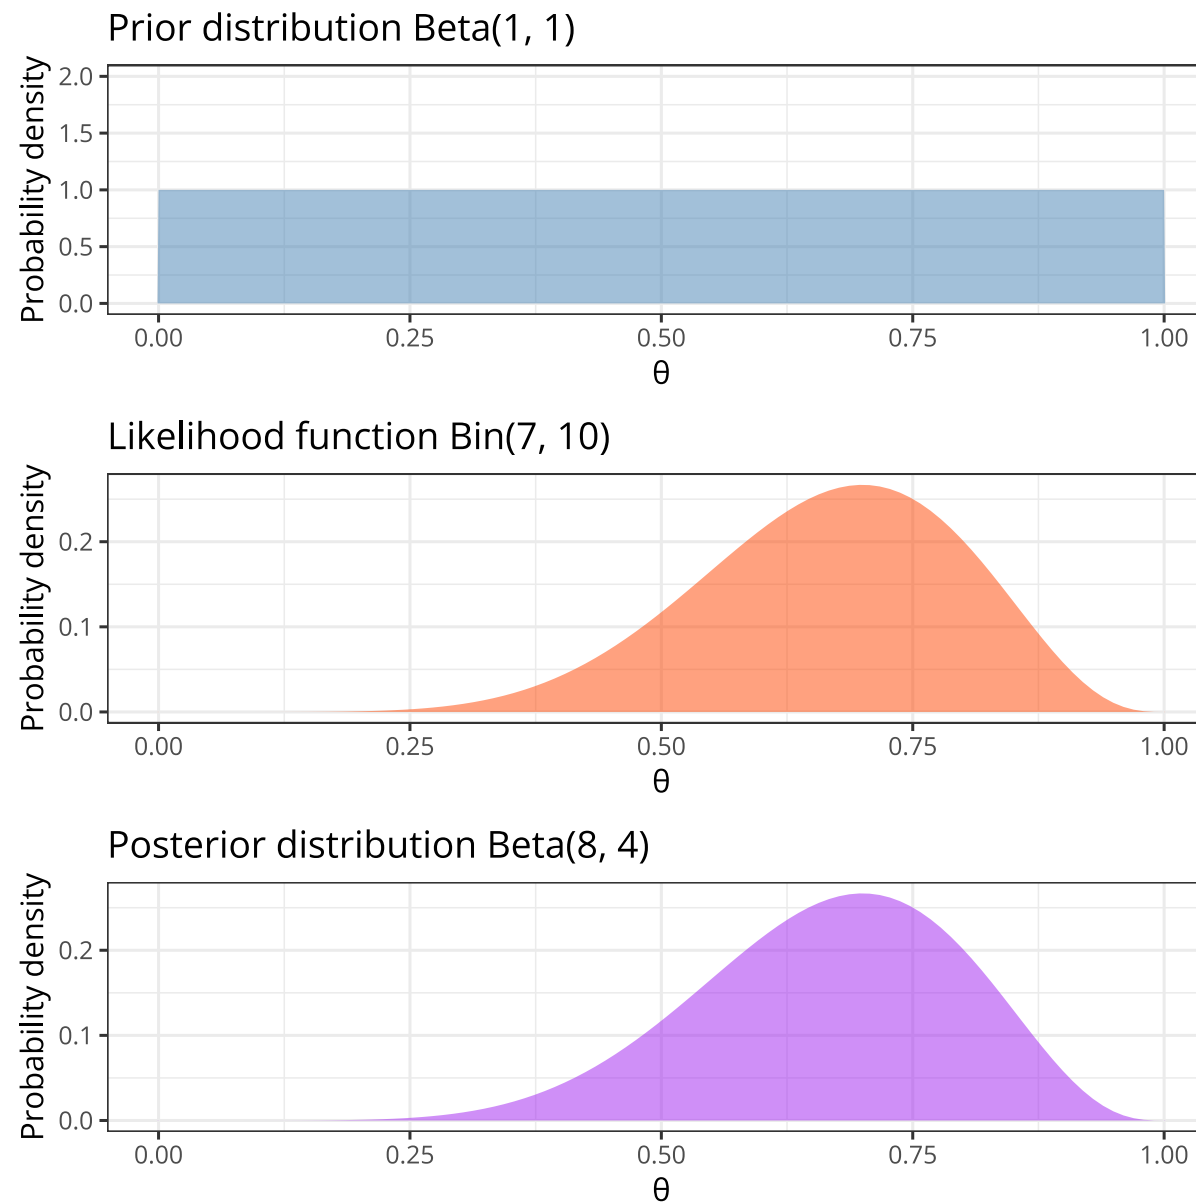 Prior distribution Beta(1, 1)
Probability density
2.0
1.5
1.0
0.5
0.0
0.00 0.25 0.50 0.75 1.00
θ
Likelihood function Bin(7, 10)
Probability density
0.2
0.1
0.0
0.00 0.25 0.50 0.75 1.00
θ
Posterior distribution Beta(8, 4)
Probability density
0.2
0.1
0.0
0.00 0.25 0.50 0.75 1.00
θ